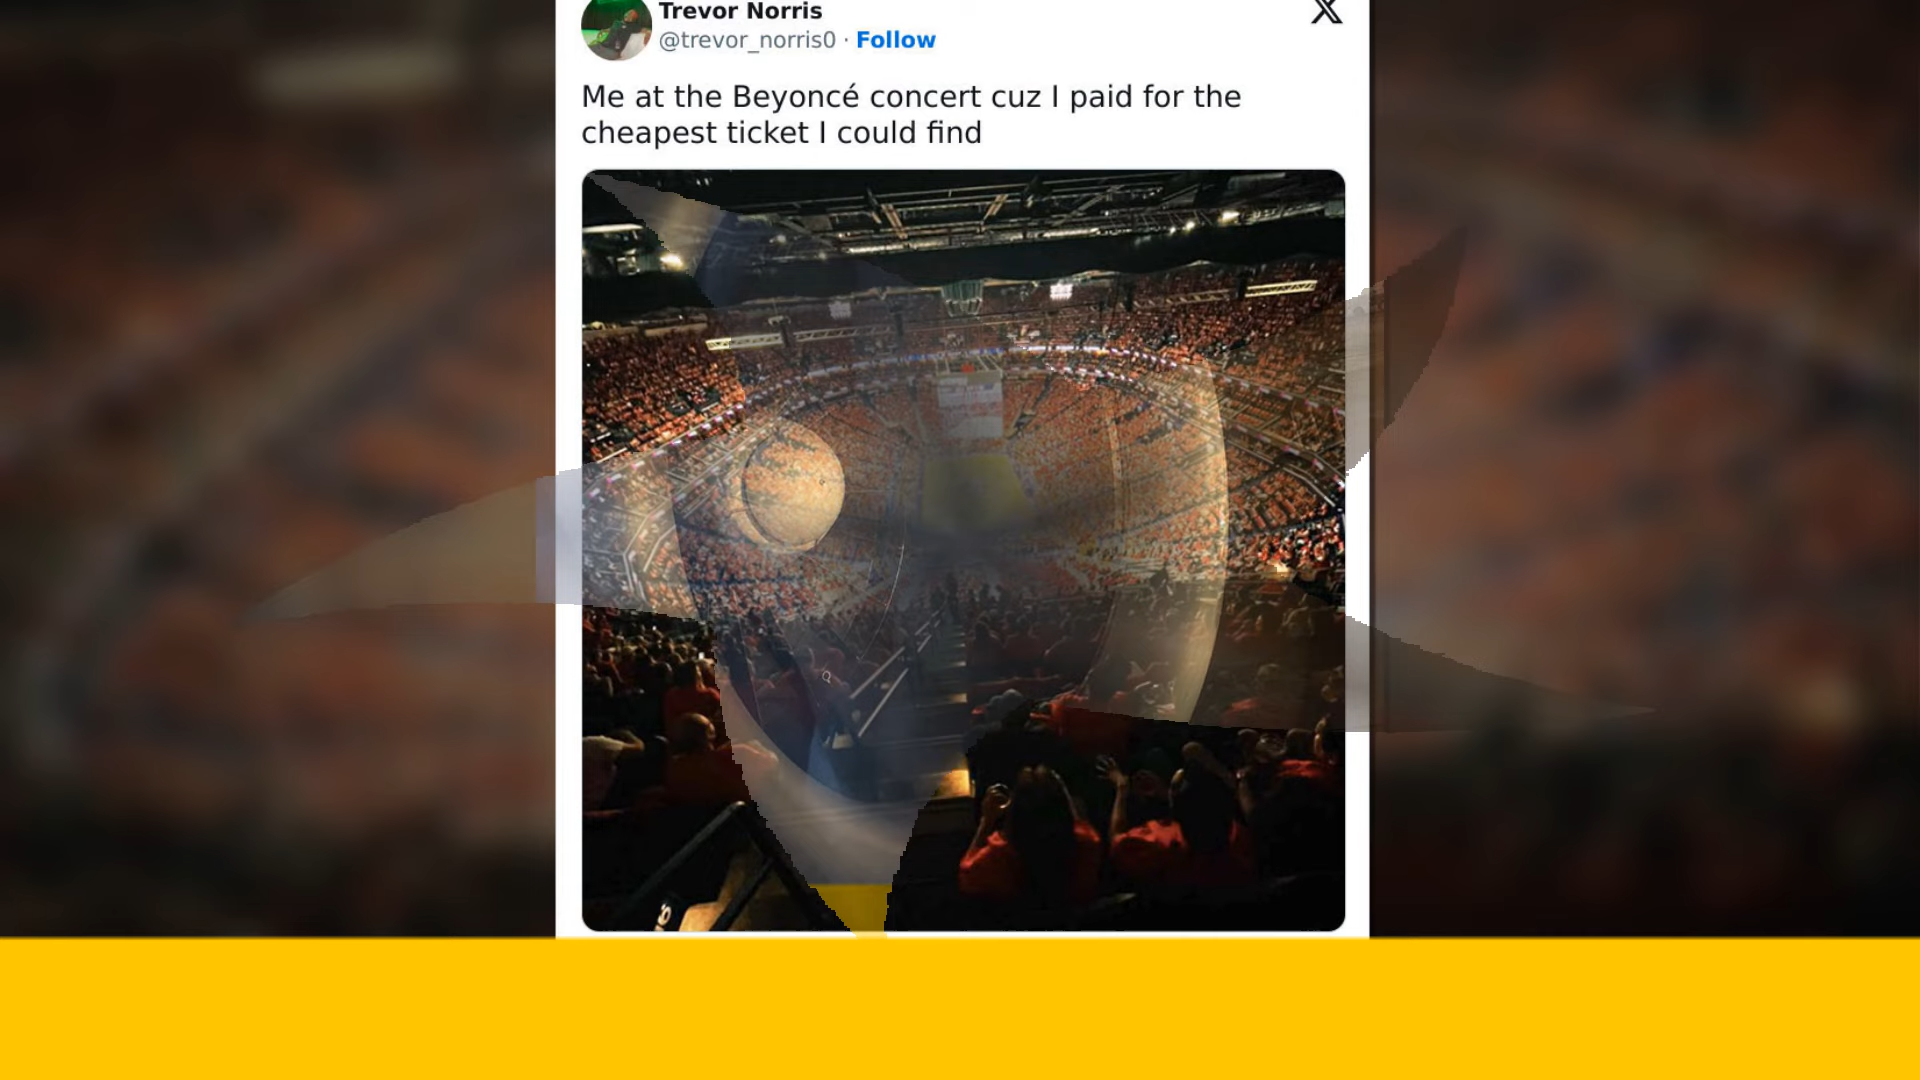 Trevor Norris
@trevor_norris0 · Follow
Me at the Beyoncé concert cuz I paid for the
cheapest ticket I could find